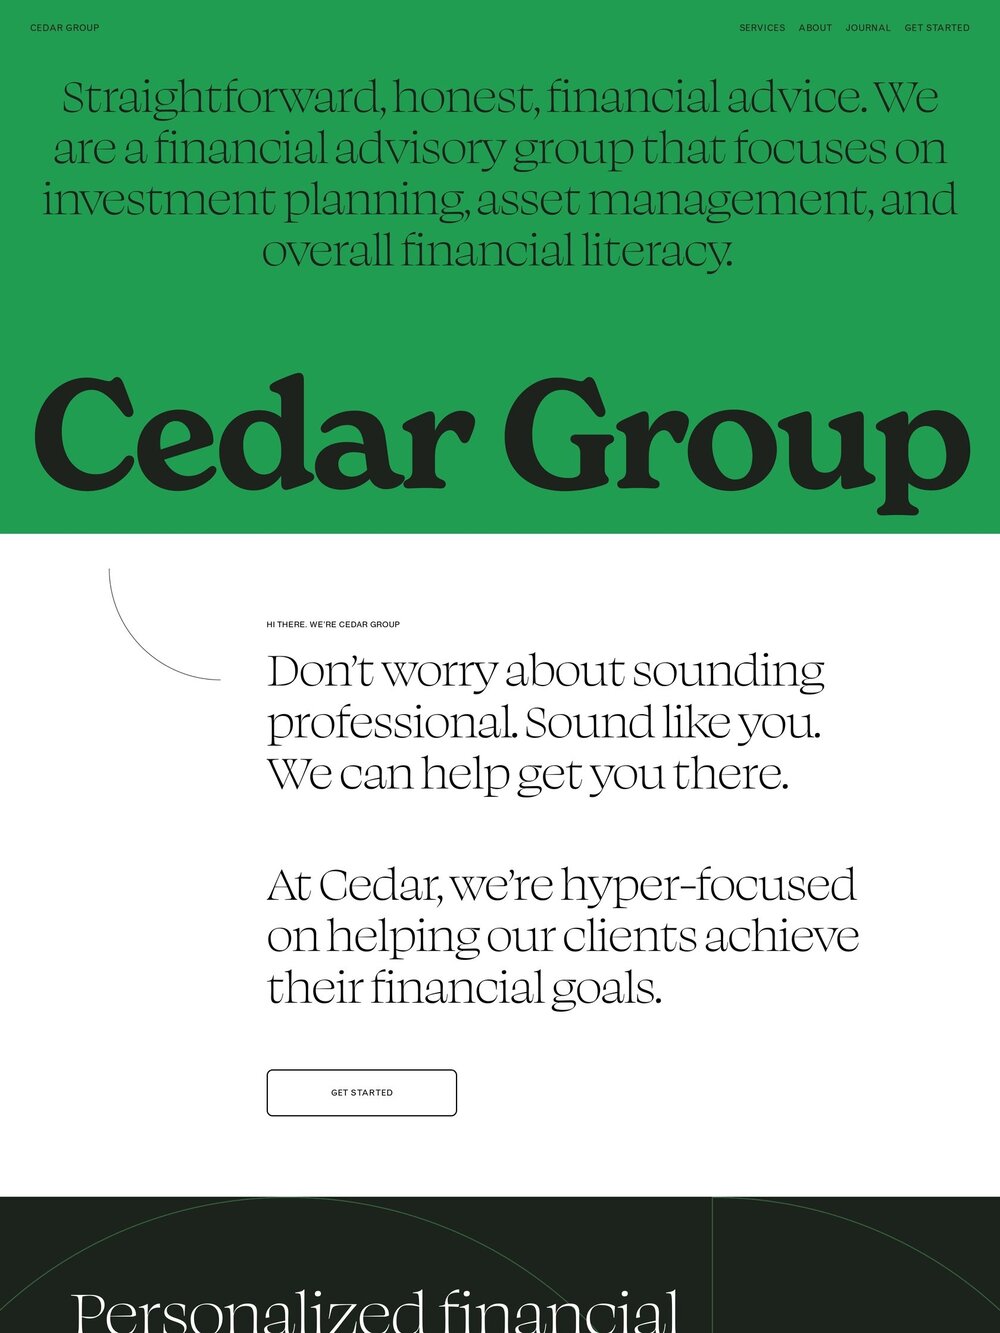 CEDAR GROUP
SERVICES ABOUT JOURNAL GET STARTED
Straightforward, honest, financial advice. We
are a financial advisory group that focuses on
investment planning, asset management, and
overall financial literacy.
Cedar Group
HI THERE. WE'RE CEDAR GROUP
Don’t worry about sounding
professional. Sound like you.
We can help get you there.
At Cedar, we’re hyper-focused
on helping our clients achieve
their financial goals.
GET STARTED
Personalized financial